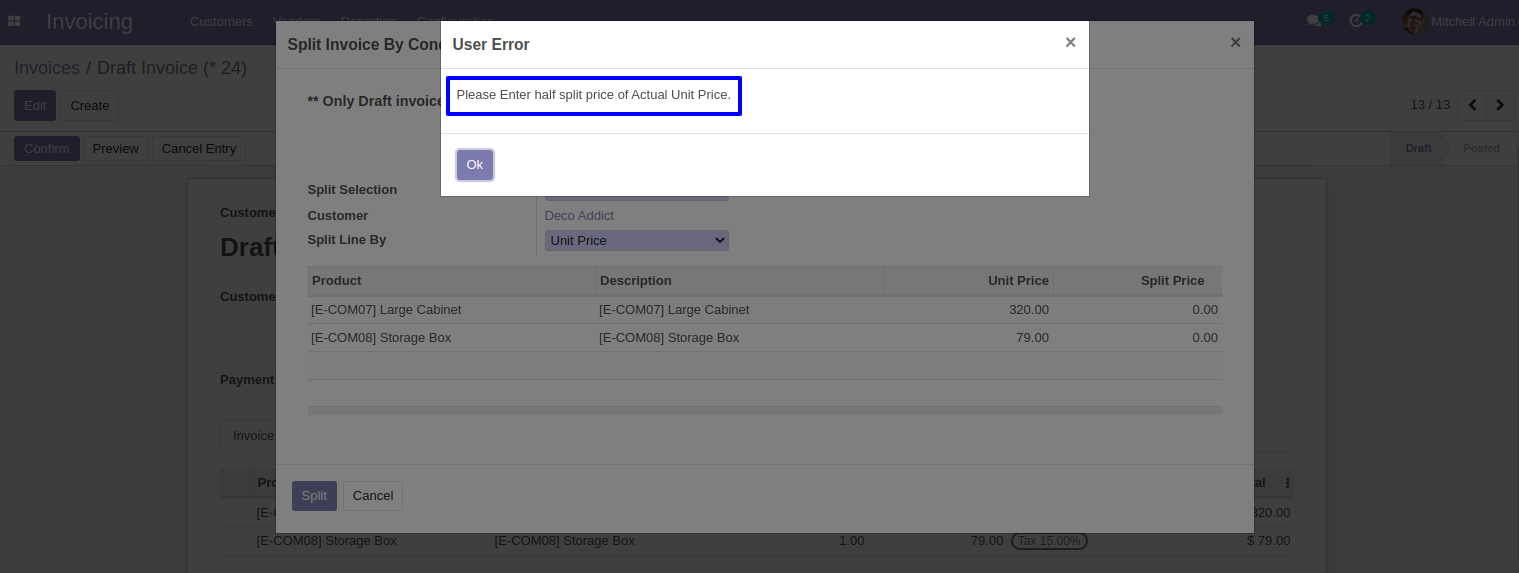 Invoicing
Customers Vendors Reporting Configuration
5 2 Mitchell Admin
Invoices / Draft Invoice (* 24)
Edit Create
13 / 13
Confirm Preview Cancel Entry
Draft Posted
Split Invoice By Con
×
User Error
×
Please Enter half split price of Actual Unit Price.
Ok
** Only Draft invoice
Split Selection
Customer Deco Addict
Split Line By Unit Price
Product Description Unit Price Split Price
[E-COM07] Large Cabinet [E-COM07] Large Cabinet 320.00 0.00
[E-COM08] Storage Box [E-COM08] Storage Box 79.00 0.00
Split Cancel
Custome
Draft
Custome
Payment
Invoice
Pro tal
[E-C 320.00
[E-COM08] Storage Box [E-COM08] Storage Box 1.00 79.00 Tax 15.00% $ 79.00